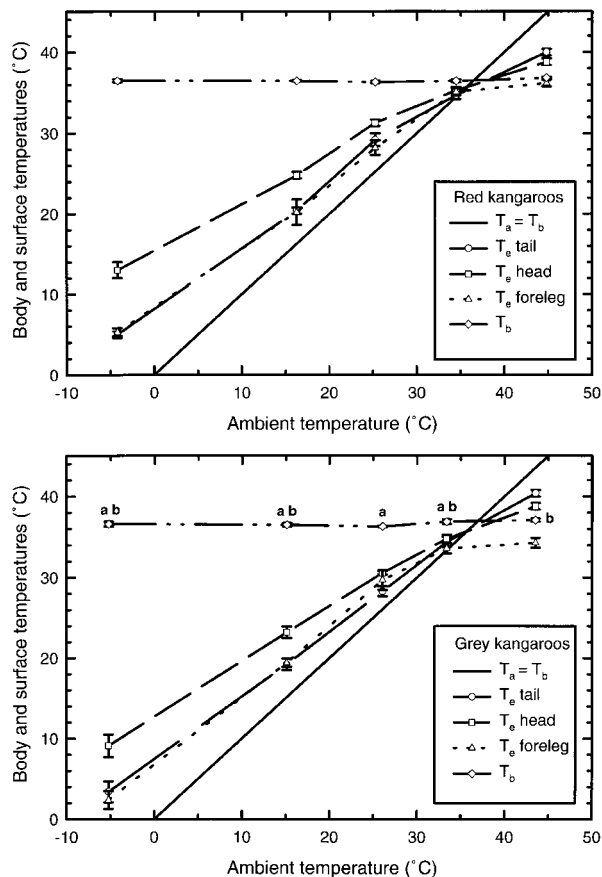 Body and surface temperatures (˚C)
40
30
20
10
0
-10
0
10
20
30
40
50
Ambient temperature (˚C)
Red kangaroos
Ta = Tb
Te tail
Te head
Te foreleg
Tb
Body and surface temperatures (˚C)
40
30
20
10
0
a b
a b
a
a b
b
-10
0
10
20
30
40
50
Ambient temperature (˚C)
Grey kangaroos
Ta = Tb
Te tail
Te head
Te foreleg
Tb